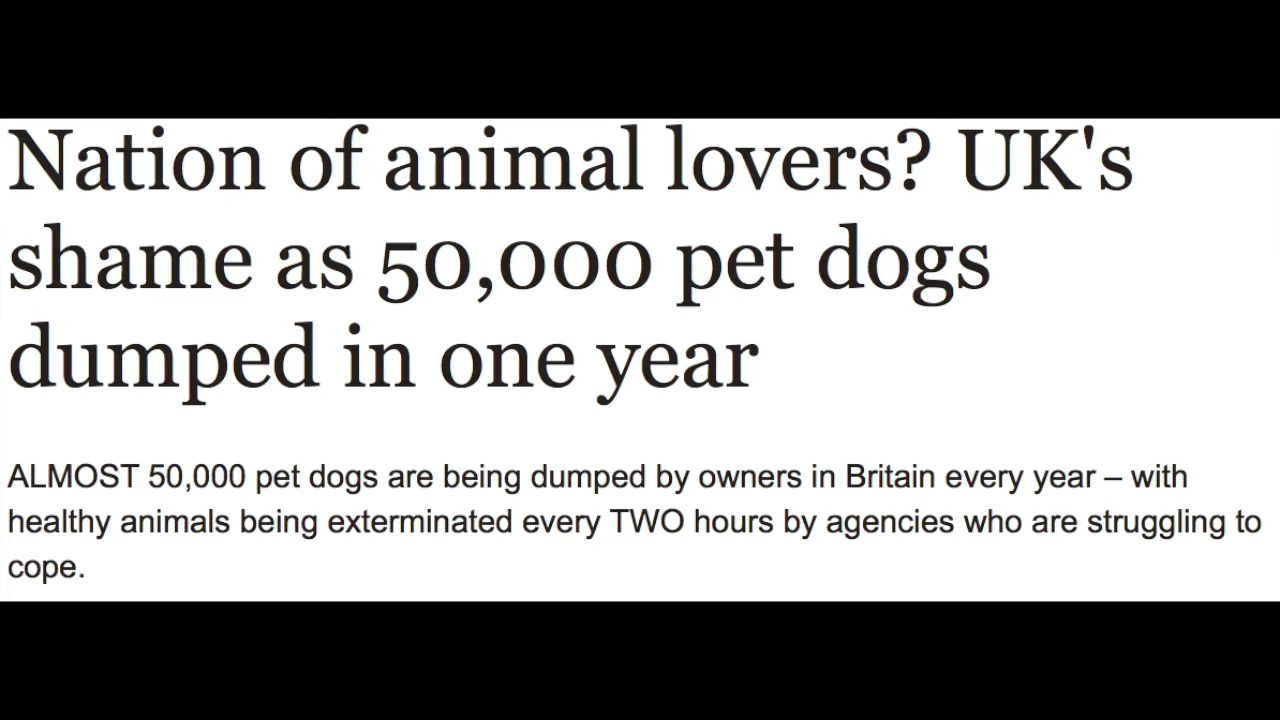 Nation of animal lovers? UK's
shame as 50,000 pet dogs
dumped in one year
ALMOST 50,000 pet dogs are being dumped by owners in Britain every year – with
healthy animals being exterminated every TWO hours by agencies who are struggling to
cope.